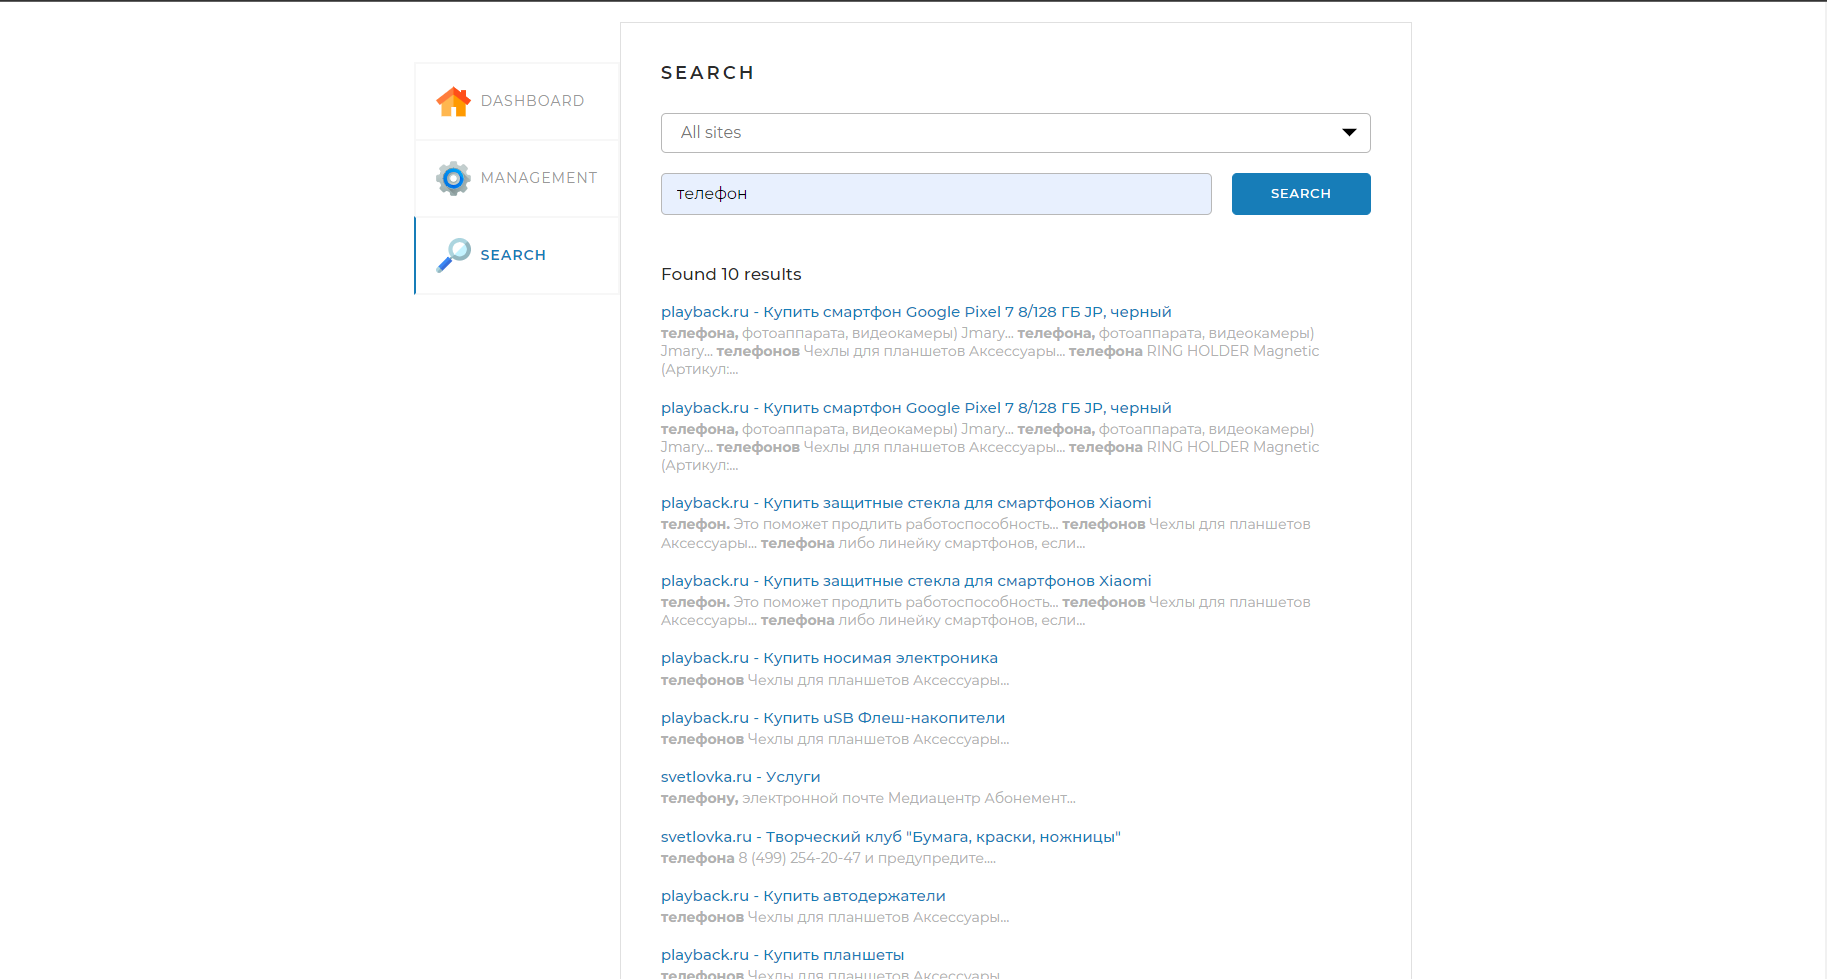 DASHBOARD
MANAGEMENT
SEARCH
SEARCH
All sites
телефон
SEARCH
Found 10 results
playback.ru - Купить смартфон Google Pixel 7 8/128 ГБ JP, черный
телефона, фотоаппарата, видеокамеры) Jmary... телефона, фотоаппарата, видеокамеры)
Jmary... телефонов Чехлы для планшетов Аксессуары... телефона RING HOLDER Magnetic
(Артикул:...
playback.ru - Купить смартфон Google Pixel 7 8/128 ГБ JP, черный
телефона, фотоаппарата, видеокамеры) Jmary... телефона, фотоаппарата, видеокамеры)
Jmary... телефонов Чехлы для планшетов Аксессуары... телефона RING HOLDER Magnetic
(Артикул:...
playback.ru - Купить защитные стекла для смартфонов Xiaomi
телефон. Это поможет продлить работоспособность... телефонов Чехлы для планшетов
Аксессуары... телефона либо линейку смартфонов, если...
playback.ru - Купить защитные стекла для смартфонов Xiaomi
телефон. Это поможет продлить работоспособность... телефонов Чехлы для планшетов
Аксессуары... телефона либо линейку смартфонов, если...
playback.ru - Купить носимая электроника
телефонов Чехлы для планшетов Аксессуары...
playback.ru - Купить uSB Флеш-накопители
телефонов Чехлы для планшетов Аксессуары...
svetlovka.ru - Услуги
телефону, электронной почте Медиацентр Абонемент...
svetlovka.ru - Творческий клуб "Бумага, краски, ножницы"
телефона 8 (499) 254-20-47 и предупредите....
playback.ru - Купить автодержатели
телефонов Чехлы для планшетов Аксессуары...
playback.ru - Купить планшеты
телефонов Чехлы для планшетов Аксессуары